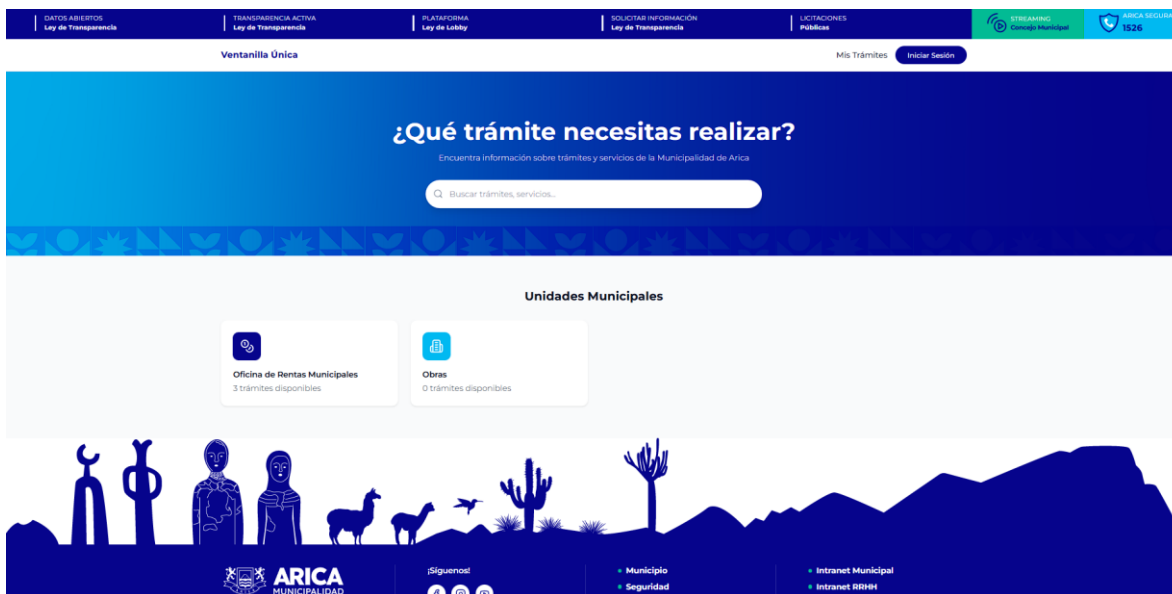 DATOS ABIERTOS
Ley de Transparencia
TRANSPARENCIA ACTIVA
Ley de Transparencia
PLATAFORMA
Ley de Lobby
SOLICITAR INFORMACIÓN
Ley de Transparencia
LICITACIONES
Públicas
STREAMING
Concejo Municipal
ARICA SEGURA
1526
Ventanilla Única
Mis Trámites
Iniciar Sesión
¿Qué trámite necesitas realizar?
Encuentra información sobre trámites y servicios de la Municipalidad de Arica
Buscar trámites, servicios...
Unidades Municipales
Oficina de Rentas Municipales
3 trámites disponibles
Obras
0 trámites disponibles
ARICA
MUNICIPALIDAD
¡Síguenos!
Municipio
Seguridad
Intranet Municipal
Intranet RRHH